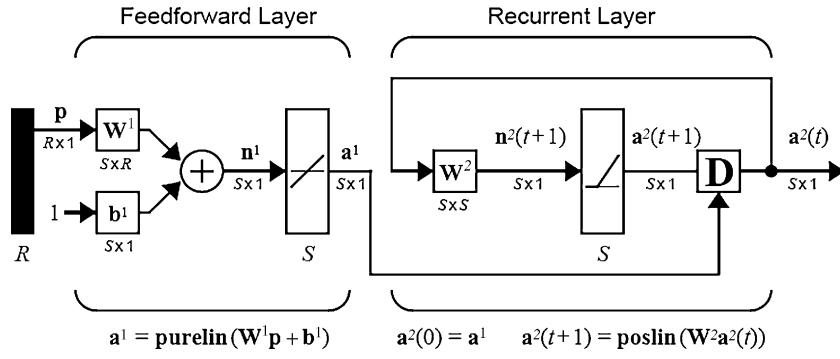 Feedforward Layer
Recurrent Layer
p
R x 1
W¹
S x R
1
b¹
S x 1
R
n¹
S x 1
S
a¹
S x 1
W²
S x S
n²(t+1)
S x 1
S
a²(t+1)
S x 1
D
a²(t)
S x 1
a¹ = purelin (W¹p + b¹)
a²(0) = a¹ a²(t+1) = poslin (W²a²(t))